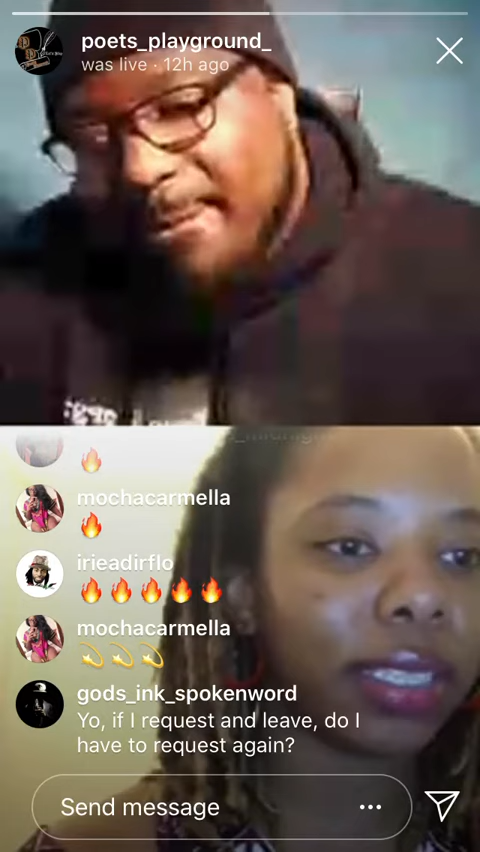 poets_playground_
was live · 12h ago
🔥
mochacarmella
🔥
irieadirflo
🔥🔥🔥🔥🔥
mochacarmella
💫💫💫
gods_ink_spokenword
Yo, if I request and leave, do I
have to request again?
Send message